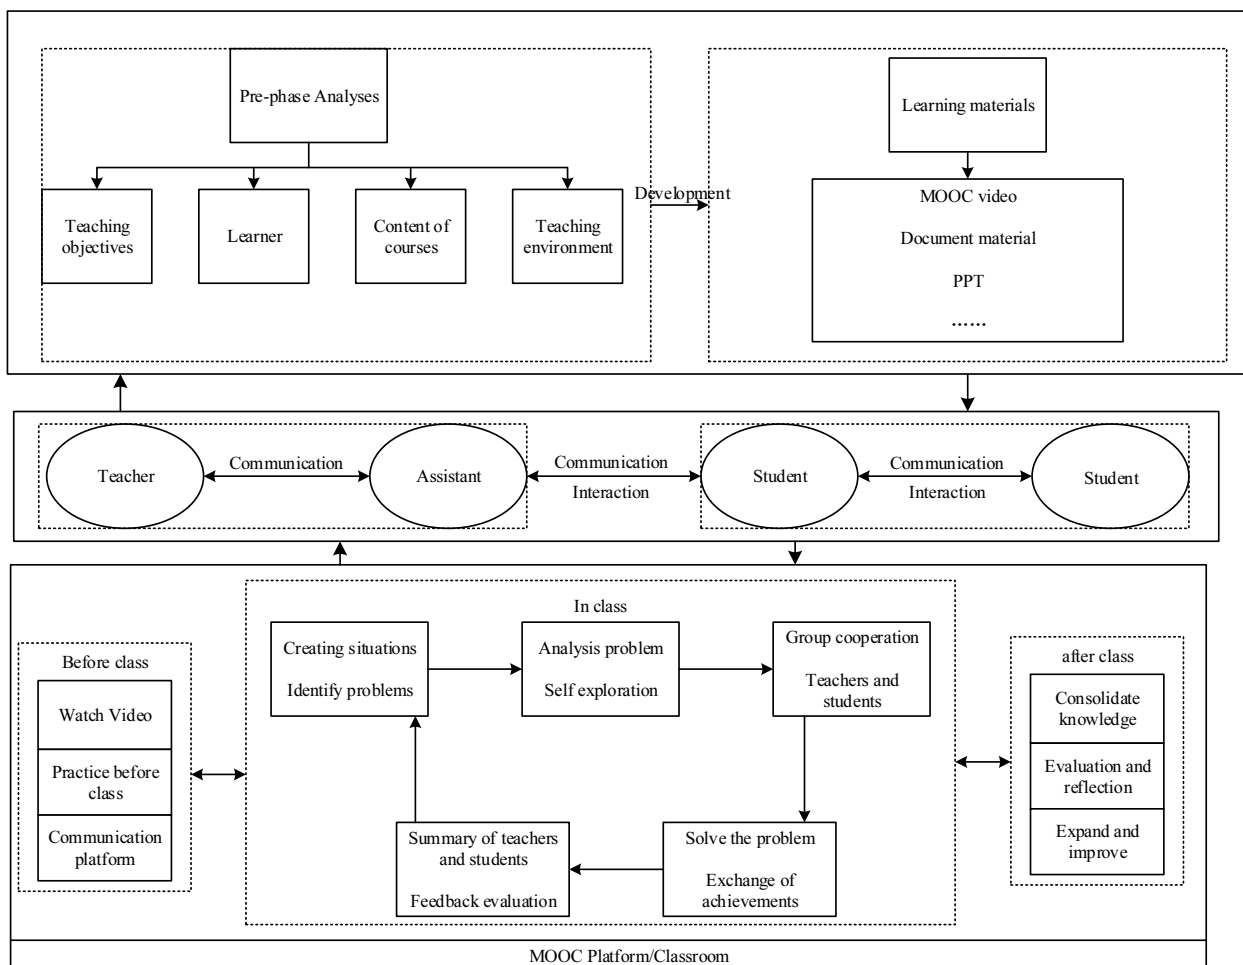 Pre-phase Analyses
Teaching
objectives
Learner
Content of
courses
Teaching
environment
Development
Learning materials
MOOC video
Document material
PPT
……
Teacher
Communication
Assistant
Communication
Interaction
Student
Communication
Interaction
Student
Before class
Watch Video
Practice before
class
Communication
platform
In class
Creating situations
Identify problems
Analysis problem
Self exploration
Group cooperation
Teachers and
students
Solve the problem
Exchange of
achievements
Summary of teachers
and students
Feedback evaluation
after class
Consolidate
knowledge
Evaluation and
reflection
Expand and
improve
MOOC Platform/Classroom